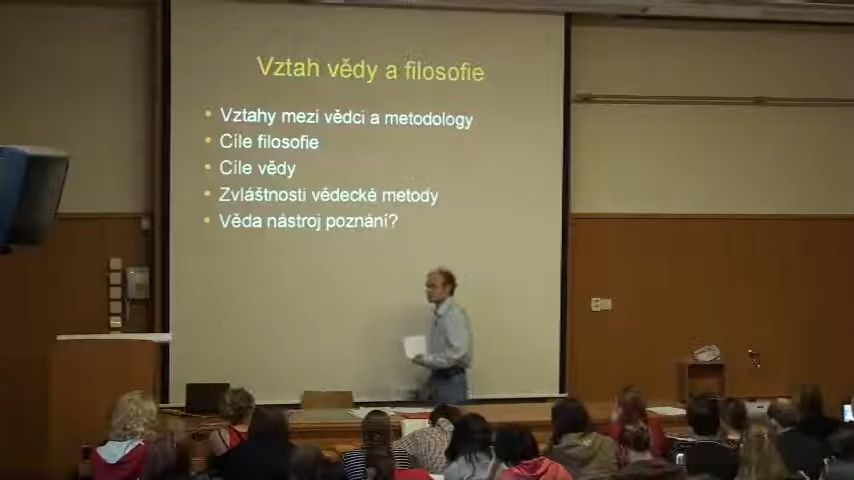 Vztah vědy a filosofie
Vztahy mezi vědci a metodology
Cíle filosofie
Cíle vědy
Zvláštnosti vědecké metody
Věda nástroj poznání?